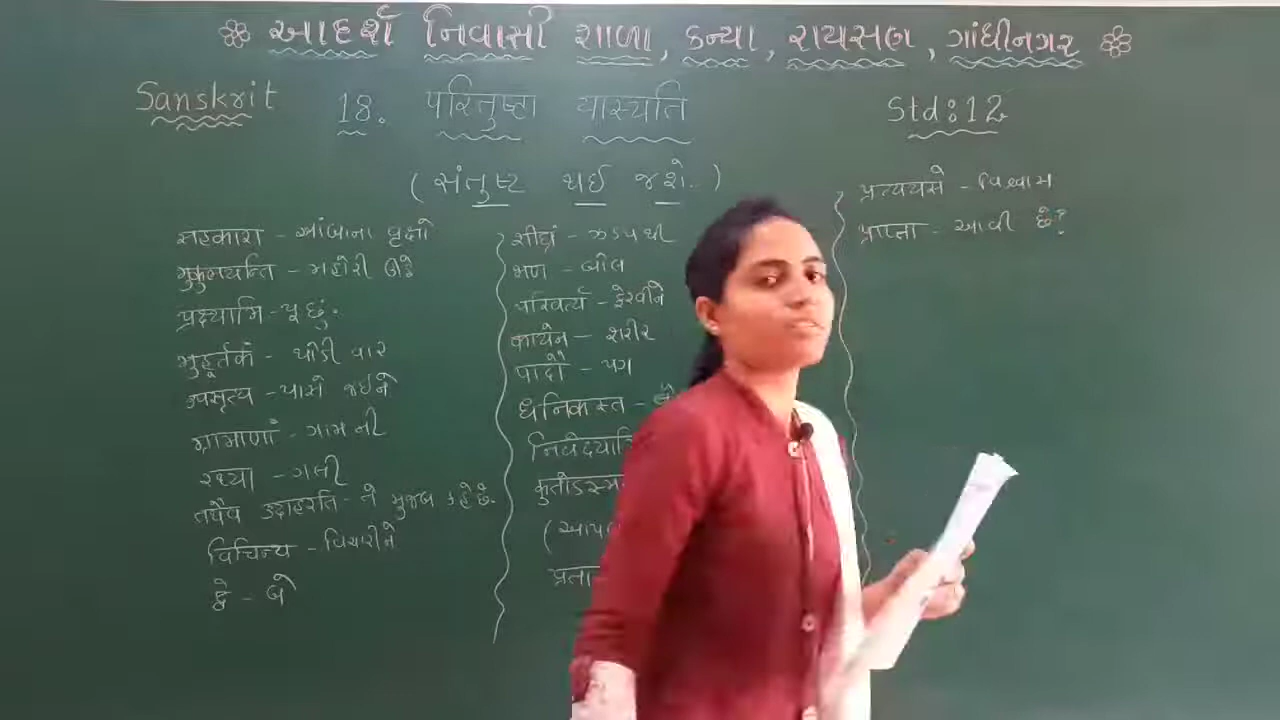 આદર્શ નિવાસી શાળા, કન્યા, રાયસણ, ગાંધીનગર
Sanskrit
18. परितुष्टा यास्यति
Std:12
(સંતુષ્ટ થઈ જશે.)
सहकारा - આંબાના વૃક્ષો
मुकुलयन्ति - મહોરી ઊઠે
प्रक्ष्यामि - પૂછું.
मुहूर्तकं - થોડી વાર
उपसृत्य - પાસે જઈને
ग्रामाणां - ગામની
रथ्या - ગલી
तथैव उदाहरति - તે મુજબ કહે છે.
विचिन्त्य - વિચારીને
द्वे - બે
शीघ्रं - ઝડપથી
भण - બોલ
परिवर्त्य - ફેરવીને
कायेन - શરીર
पादौ - પગ
धनिकस्त -
कुतोऽस्म
प्रत्ययसे - વિશ્વાસ
प्राप्ता - આવી છે?